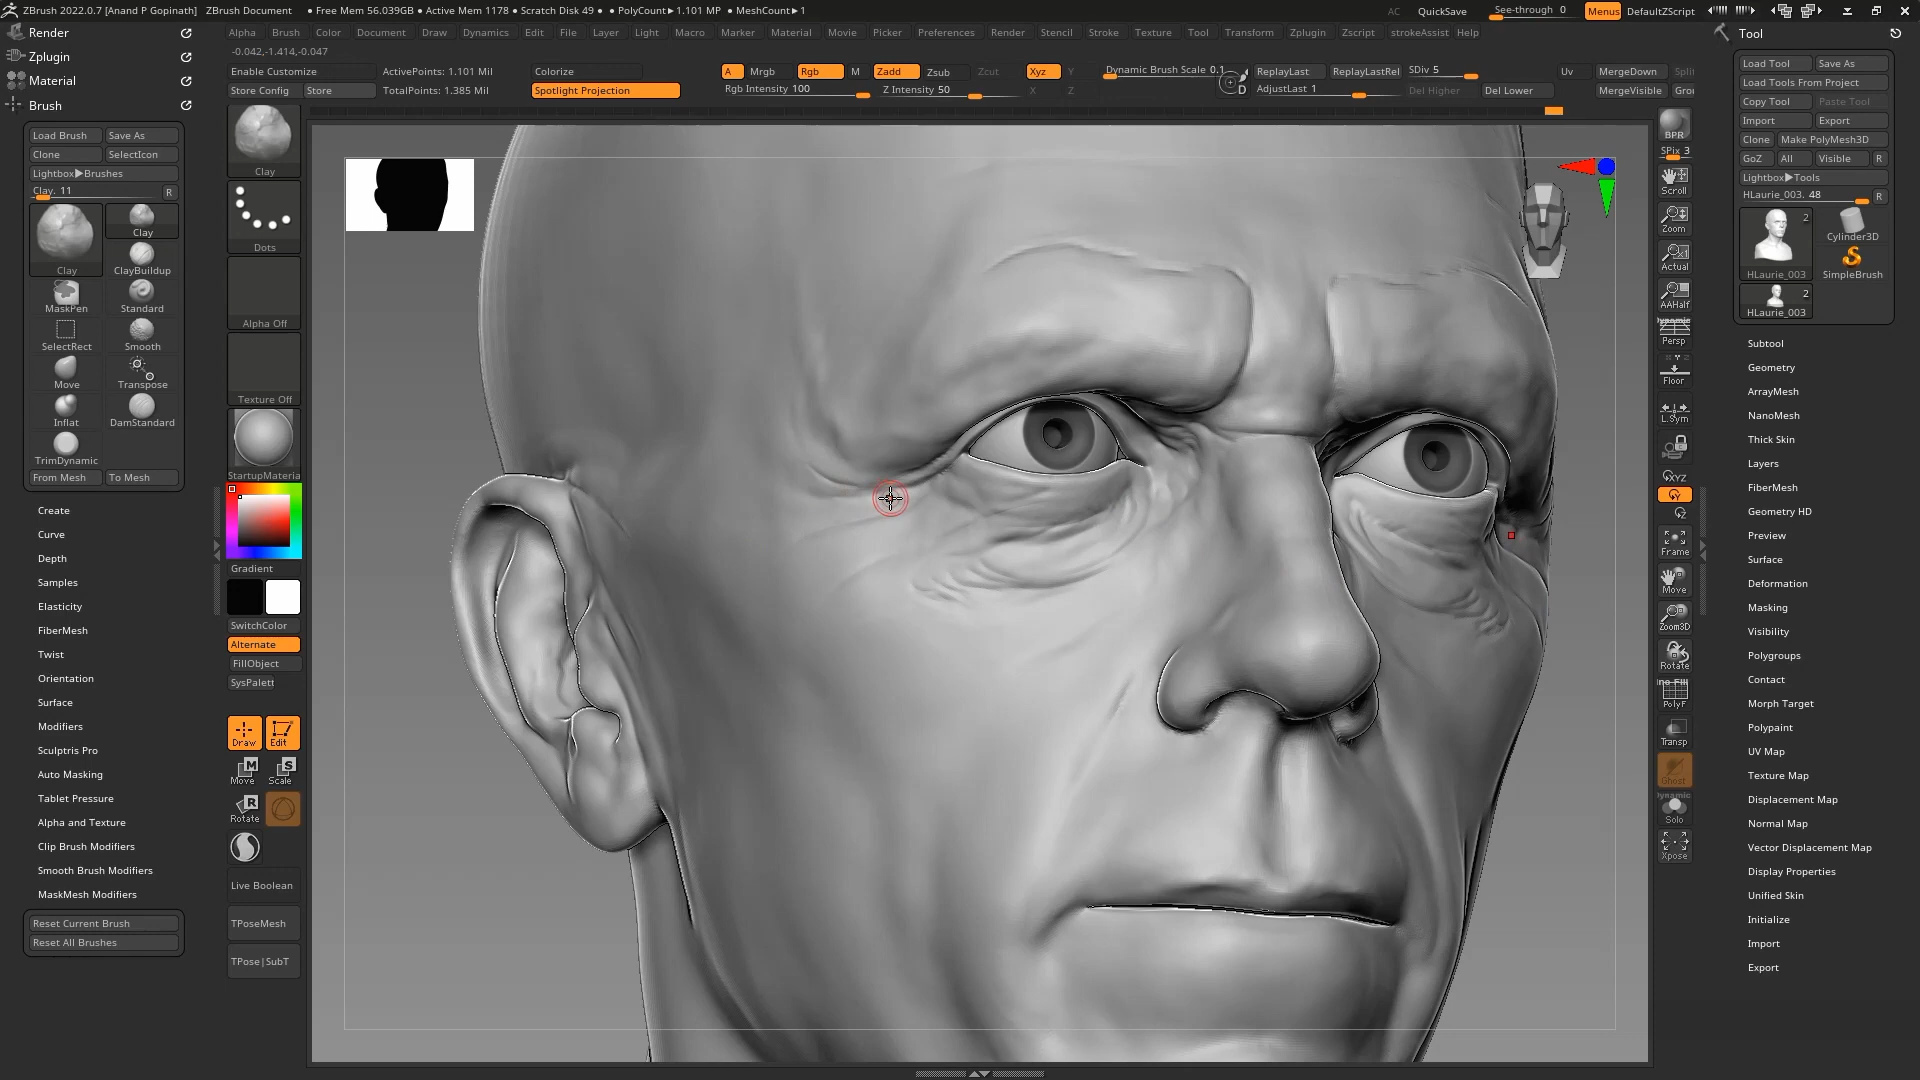 ZBrush 2022.0.7 [Anand P Gopinath] ZBrush Document • Free Mem 56.039GB • Active Mem 1178 • Scratch Disk 49 • • PolyCount▸1.101 MP • MeshCount▸1 AC QuickSave See-through 0 Menus DefaultZScript
Alpha Brush Color Document Draw Dynamics Edit File Layer Light Macro Marker Material Movie Picker Preferences Render Stencil Stroke Texture Tool Transform Zplugin Zscript strokeAssist Help
-0.042,-1.414,-0.047
Enable Customize ActivePoints: 1.101 Mil Colorize A Mrgb Rgb M Zadd Zsub Zcut Xyz Y Dynamic Brush Scale 0.1 ReplayLast ReplayLastRel SDiv 5 Uv MergeDown Split
Store Config Store TotalPoints: 1.385 Mil Spotlight Projection Rgb Intensity 100 Z Intensity 50 X Z D AdjustLast 1 Del Higher Del Lower MergeVisible Grou
Render
Zplugin
Material
Brush
Load Brush Save As
Clone SelectIcon
Lightbox▶Brushes
Clay. 11 R
Clay
Clay
ClayBuildup
MaskPen Standard
SelectRect Smooth
Move Transpose
Inflat DamStandard
TrimDynamic
From Mesh To Mesh
Create
Curve
Depth
Samples
Elasticity
FiberMesh
Twist
Orientation
Surface
Modifiers
Sculptris Pro
Auto Masking
Tablet Pressure
Alpha and Texture
Clip Brush Modifiers
Smooth Brush Modifiers
MaskMesh Modifiers
Reset Current Brush
Reset All Brushes
Clay
Dots
Alpha Off
Texture Off
StartupMateria
Gradient
SwitchColor
Alternate
FillObject
SysPalett
Draw Edit
M S
Move Scale
R
Rotate
Live Boolean
TPoseMesh
TPose|SubT
BPR
SPix 3
Scroll
Zoom
Actual
AAHalf
Dynamic
Persp
Floor
L.Sym
XYZ
Y
Z
Frame
Move
Zoom3D
Rotate
PolyF
Transp
Ghost
Dynamic
Solo
Xpose
Tool
Load Tool Save As
Load Tools From Project
Copy Tool Paste Tool
Import Export
Clone Make PolyMesh3D
GoZ All Visible R
Lightbox▶Tools
HLaurie_003. 48 R
2
Cylinder3D
HLaurie_003 SimpleBrush
2
HLaurie_003
Subtool
Geometry
ArrayMesh
NanoMesh
Thick Skin
Layers
FiberMesh
Geometry HD
Preview
Surface
Deformation
Masking
Visibility
Polygroups
Contact
Morph Target
Polypaint
UV Map
Texture Map
Displacement Map
Normal Map
Vector Displacement Map
Display Properties
Unified Skin
Initialize
Import
Export